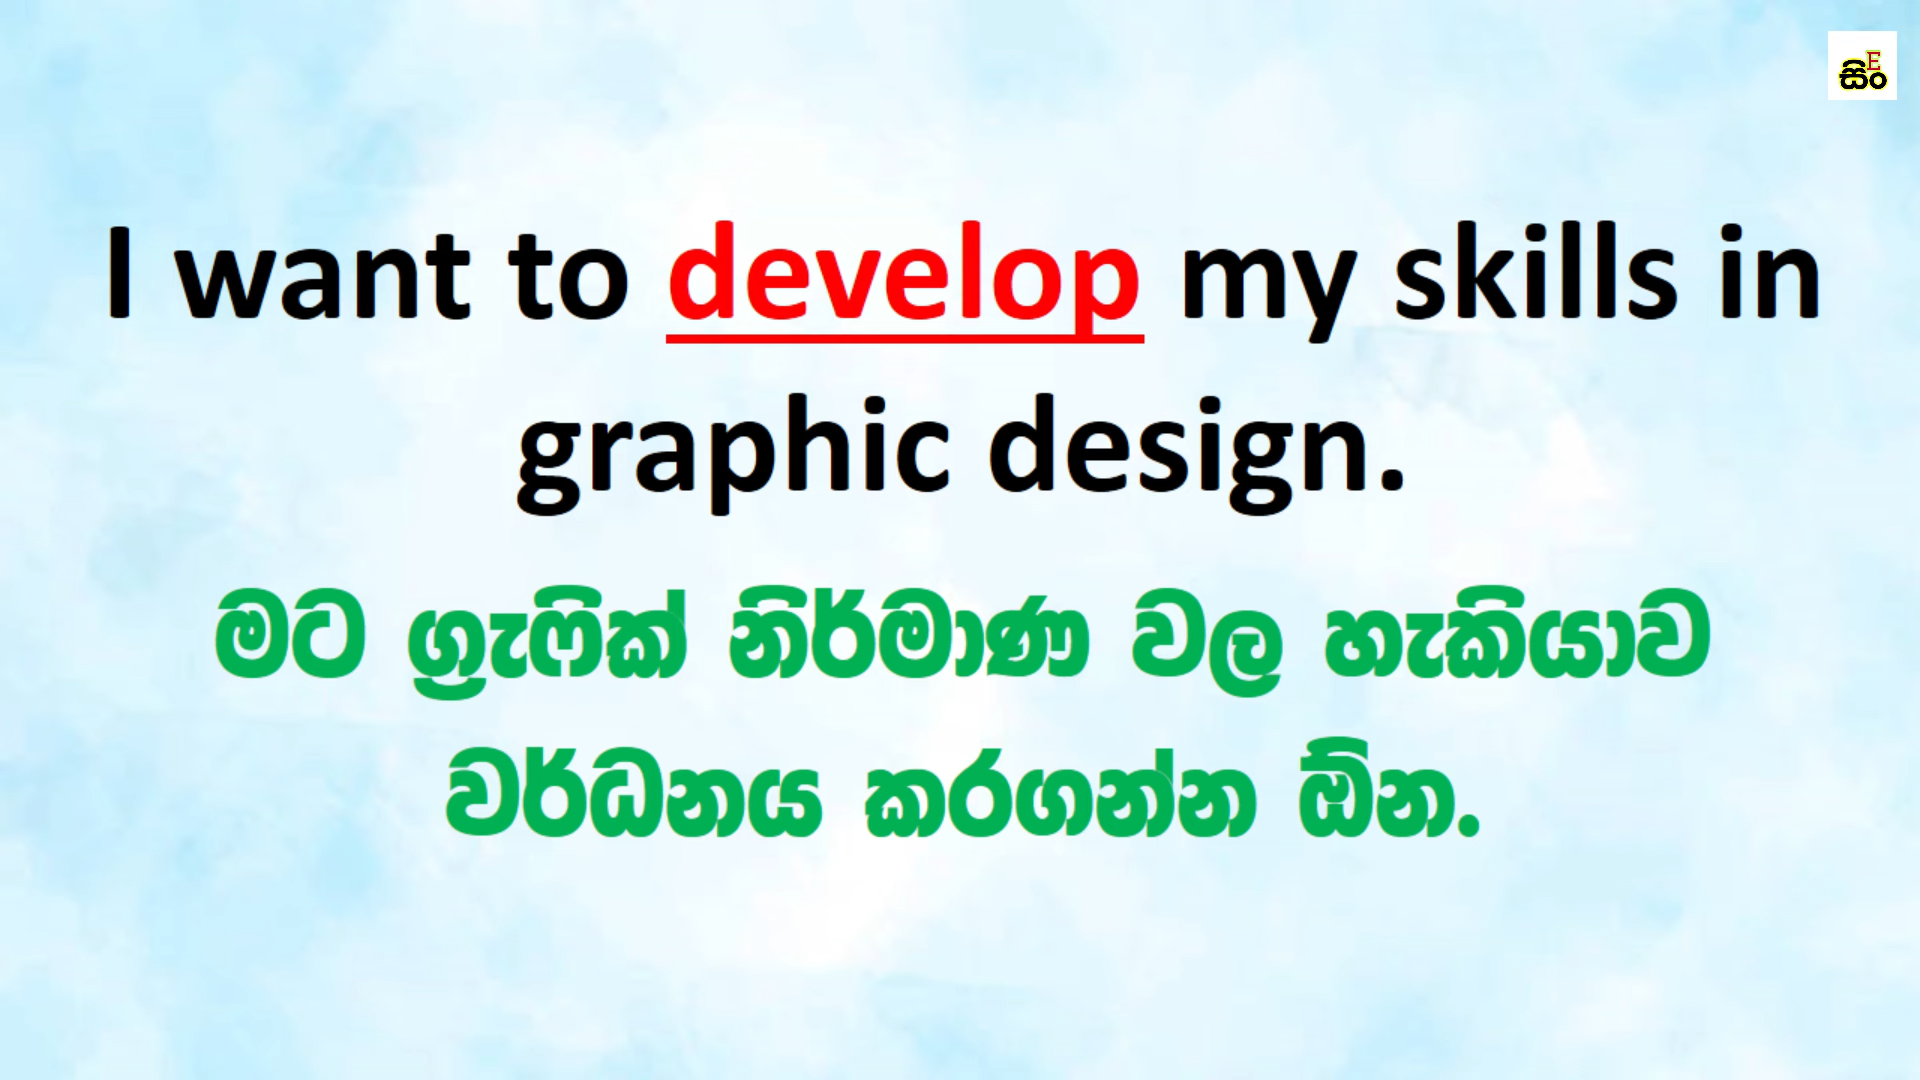 සිං
E
I want to develop my skills in
graphic design.
මට ග්‍රැෆික් නිර්මාණ වල හැකියාව
වර්ධනය කරගන්න ඕන.